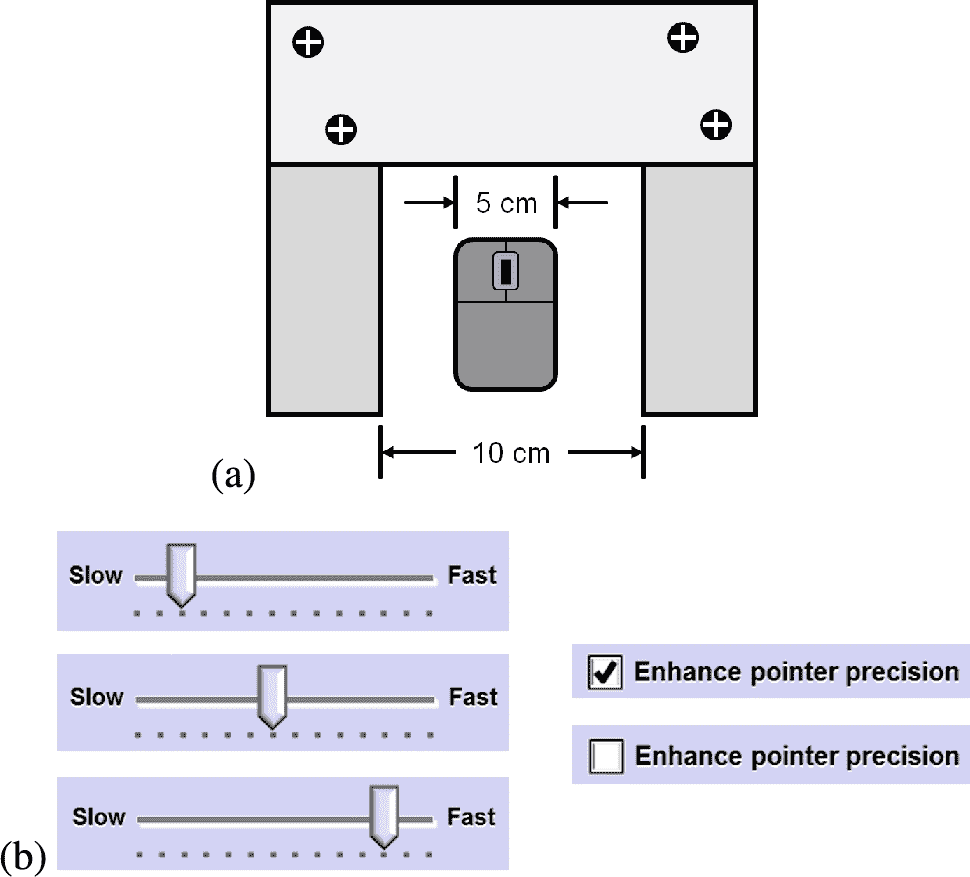 5 cm
10 cm
(a)
Slow Fast
Slow Fast
Enhance pointer precision
Enhance pointer precision
Slow Fast
(b)